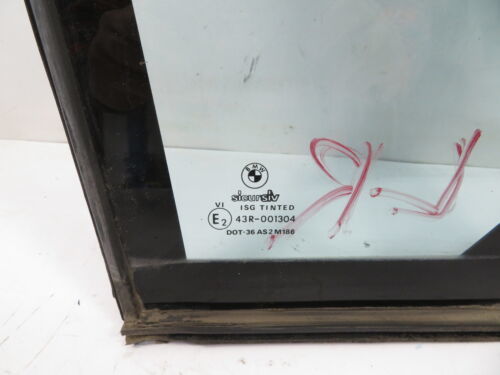 BMW
sicursiv
ISG TINTED
VI
E2 43R-001304
DOT-36 AS2 M186
L-R